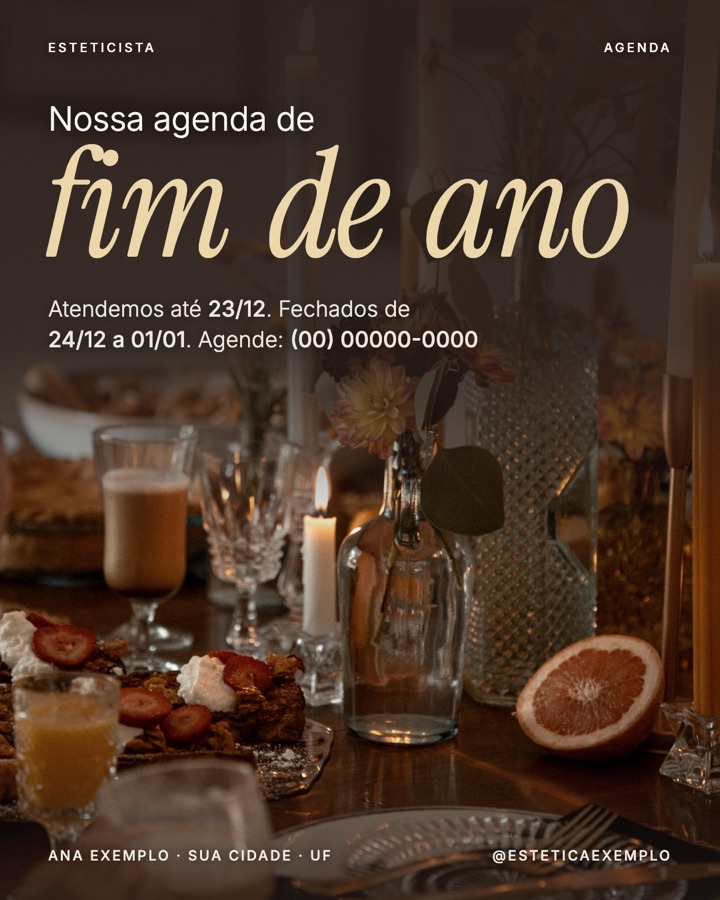 ESTETICISTA
AGENDA
Nossa agenda de
fim de ano
Atendemos até 23/12. Fechados de
24/12 a 01/01. Agende: (00) 00000-0000
ANA EXEMPLO · SUA CIDADE · UF
@ESTETICAEXEMPLO